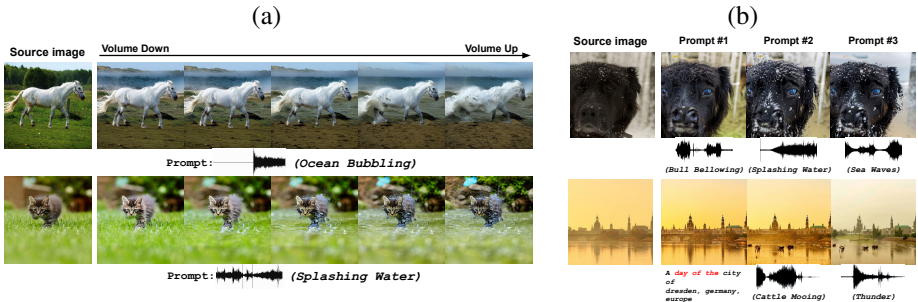 (a)
Source image
Volume Down
Volume Up
Prompt: (Ocean Bubbling)
Prompt: (Splashing Water)
(b)
Source image Prompt #1 Prompt #2 Prompt #3
(Bull Bellowing) (Splashing Water) (Sea Waves)
A day of the city
of
dresden, germany,
europe
(Cattle Mooing) (Thunder)